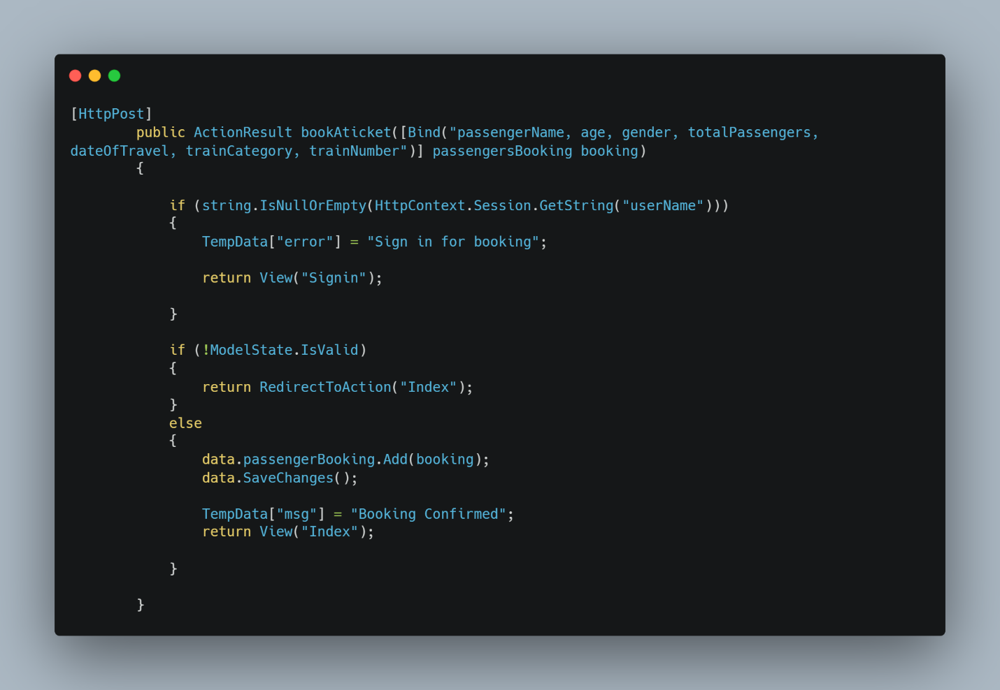 [HttpPost]
        public ActionResult bookAticket([Bind("passengerName, age, gender, totalPassengers,
dateOfTravel, trainCategory, trainNumber")] passengersBooking booking)
        {

            if (string.IsNullOrEmpty(HttpContext.Session.GetString("userName")))
            {
                TempData["error"] = "Sign in for booking";

                return View("Signin");

            }

            if (!ModelState.IsValid)
            {
                return RedirectToAction("Index");
            }
            else
            {
                data.passengerBooking.Add(booking);
                data.SaveChanges();

                TempData["msg"] = "Booking Confirmed";
                return View("Index");

            }

        }